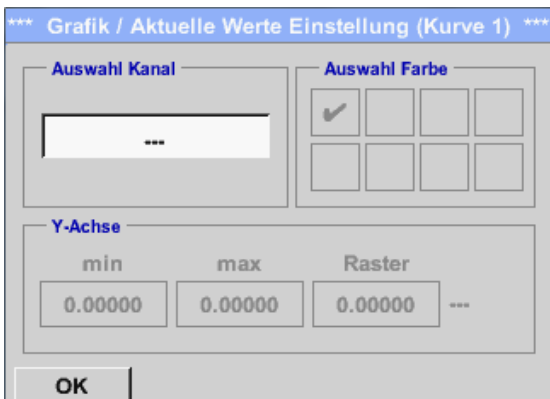 *** Grafik / Aktuelle Werte Einstellung (Kurve 1) ***
Auswahl Kanal
Auswahl Farbe
---
Y-Achse
min max Raster
0.00000 0.00000 0.00000 ---
OK